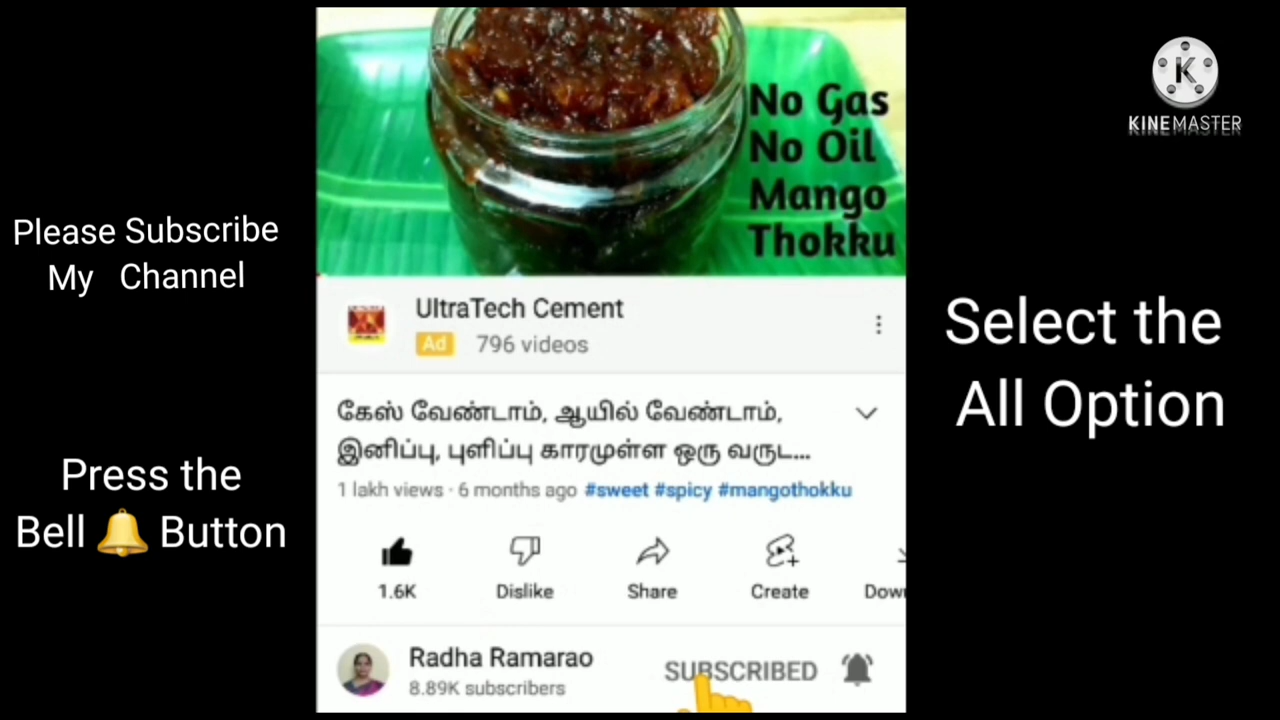 No Gas
No Oil
Mango
Thokku
KINEMASTER
Please Subscribe
My Channel
Press the
Bell 🔔 Button
UltraTech Cement
Ad 796 videos
கேஸ் வேண்டாம், ஆயில் வேண்டாம்,
இனிப்பு, புளிப்பு காரமுள்ள ஒரு வருட...
1 lakh views · 6 months ago #sweet #spicy #mangothokku
1.6K Dislike Share Create
Radha Ramarao
8.89K subscribers
SUBSCRIBED
Select the
All Option